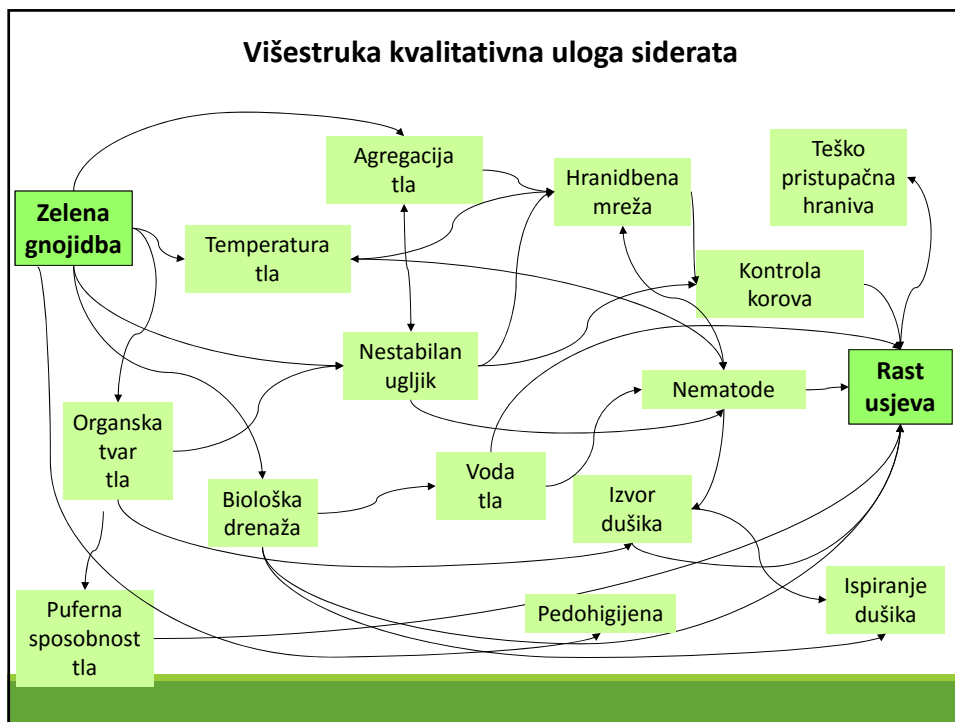 Višestruka kvalitativna uloga siderata
Agregacija
tla
Teško
pristupačna
hraniva
Hranidbena
mreža
Zelena
gnojidba
Temperatura
tla
Kontrola
korova
Nestabilan
ugljik
Nematode
Rast
usjeva
Organska
tvar
tla
Voda
tla
Biološka
drenaža
Izvor
dušika
Puferna
sposobnost
tla
Pedohigijena
Ispiranje
dušika